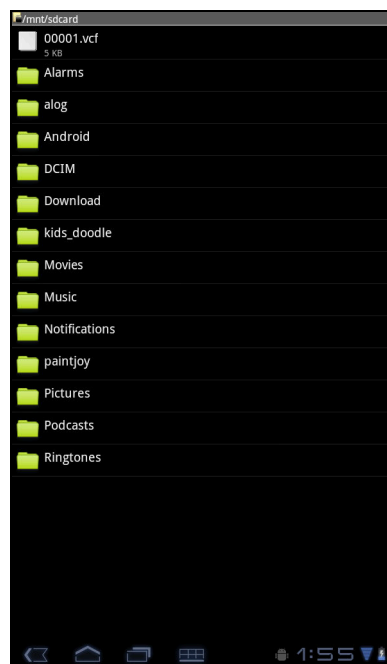 /mnt/sdcard
00001.vcf
5 KB
Alarms
alog
Android
DCIM
Download
kids_doodle
Movies
Music
Notifications
paintjoy
Pictures
Podcasts
Ringtones
1:55